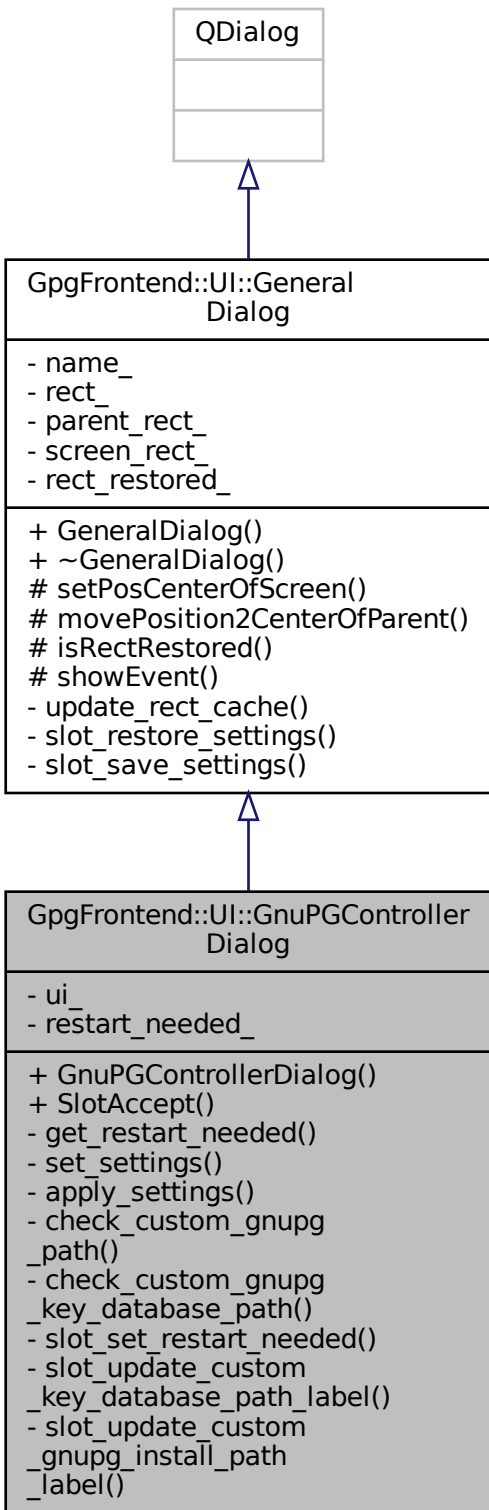 QDialog
GpgFrontend::UI::General
Dialog
- name_
- rect_
- parent_rect_
- screen_rect_
- rect_restored_
+ GeneralDialog()
+ ~GeneralDialog()
# setPosCenterOfScreen()
# movePosition2CenterOfParent()
# isRectRestored()
# showEvent()
- update_rect_cache()
- slot_restore_settings()
- slot_save_settings()
GpgFrontend::UI::GnuPGController
Dialog
- ui_
- restart_needed_
+ GnuPGControllerDialog()
+ SlotAccept()
- get_restart_needed()
- set_settings()
- apply_settings()
- check_custom_gnupg
_path()
- check_custom_gnupg
_key_database_path()
- slot_set_restart_needed()
- slot_update_custom
_key_database_path_label()
- slot_update_custom
_gnupg_install_path
_label()